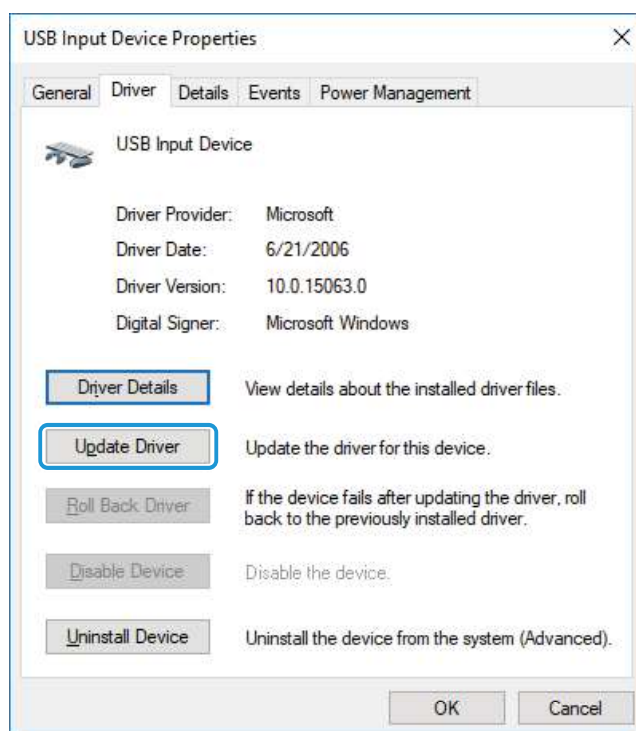 USB Input Device Properties
General Driver Details Events Power Management
USB Input Device
Driver Provider: Microsoft
Driver Date: 6/21/2006
Driver Version: 10.0.15063.0
Digital Signer: Microsoft Windows
Driver Details View details about the installed driver files.
Update Driver Update the driver for this device.
Roll Back Driver If the device fails after updating the driver, roll
back to the previously installed driver.
Disable Device Disable the device.
Uninstall Device Uninstall the device from the system (Advanced).
OK Cancel